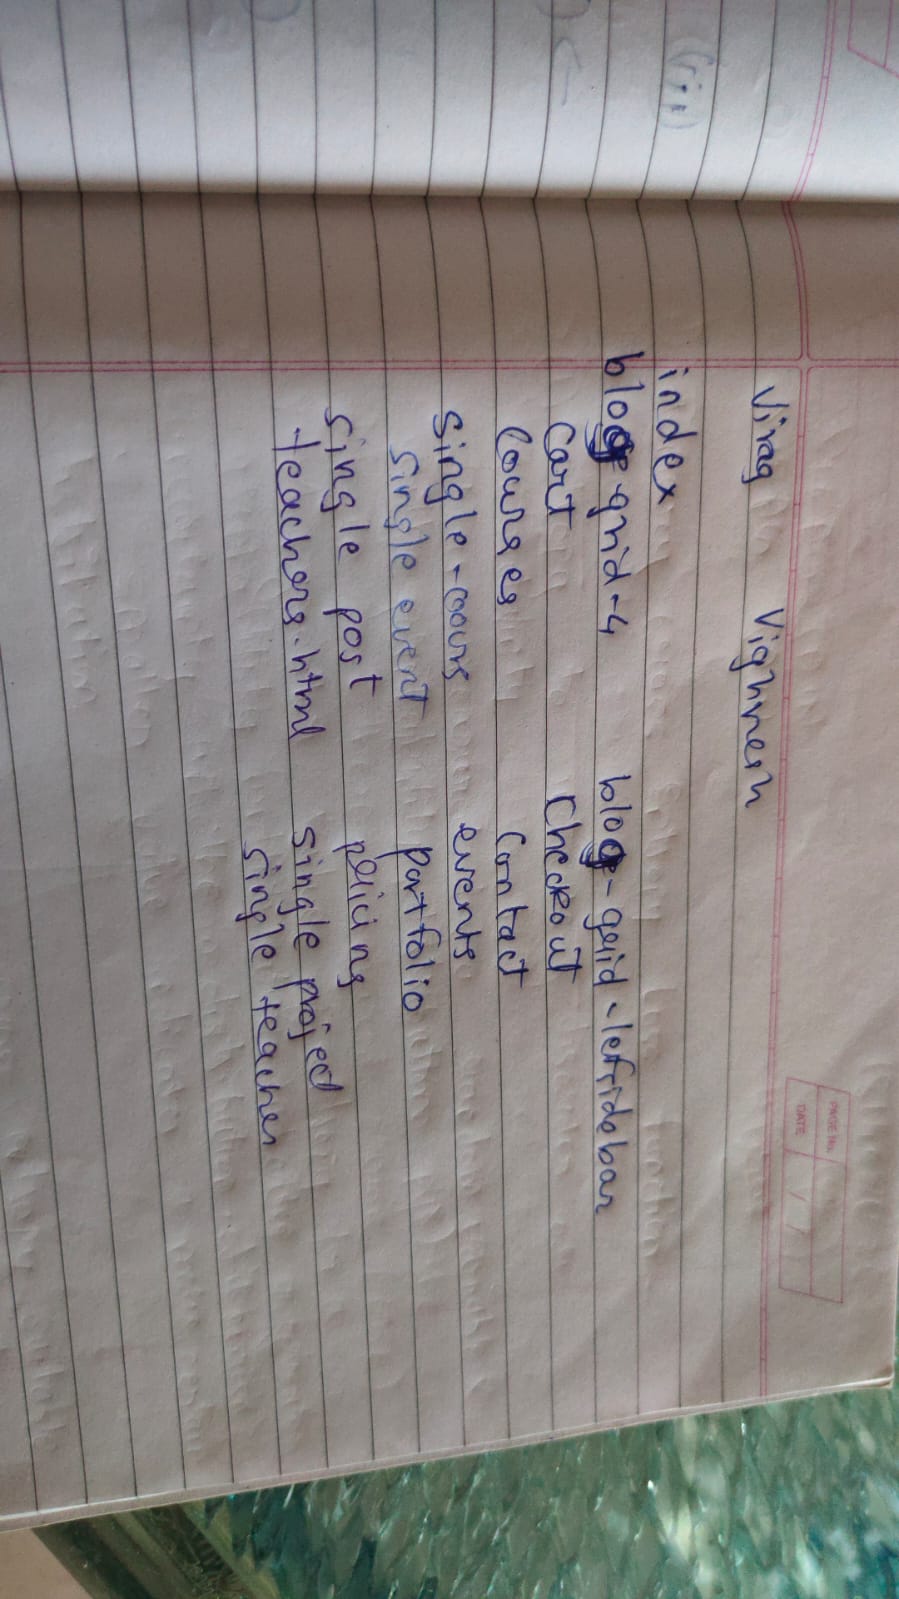 PAGE No.
DATE
Virag Vighnesh
index
blog grid-4 blog-grid-leftsidebar
cart checkout
courses contact
single-cours events
single event portfolio
single post pricing
teachers.html single project
single teacher
(iii)